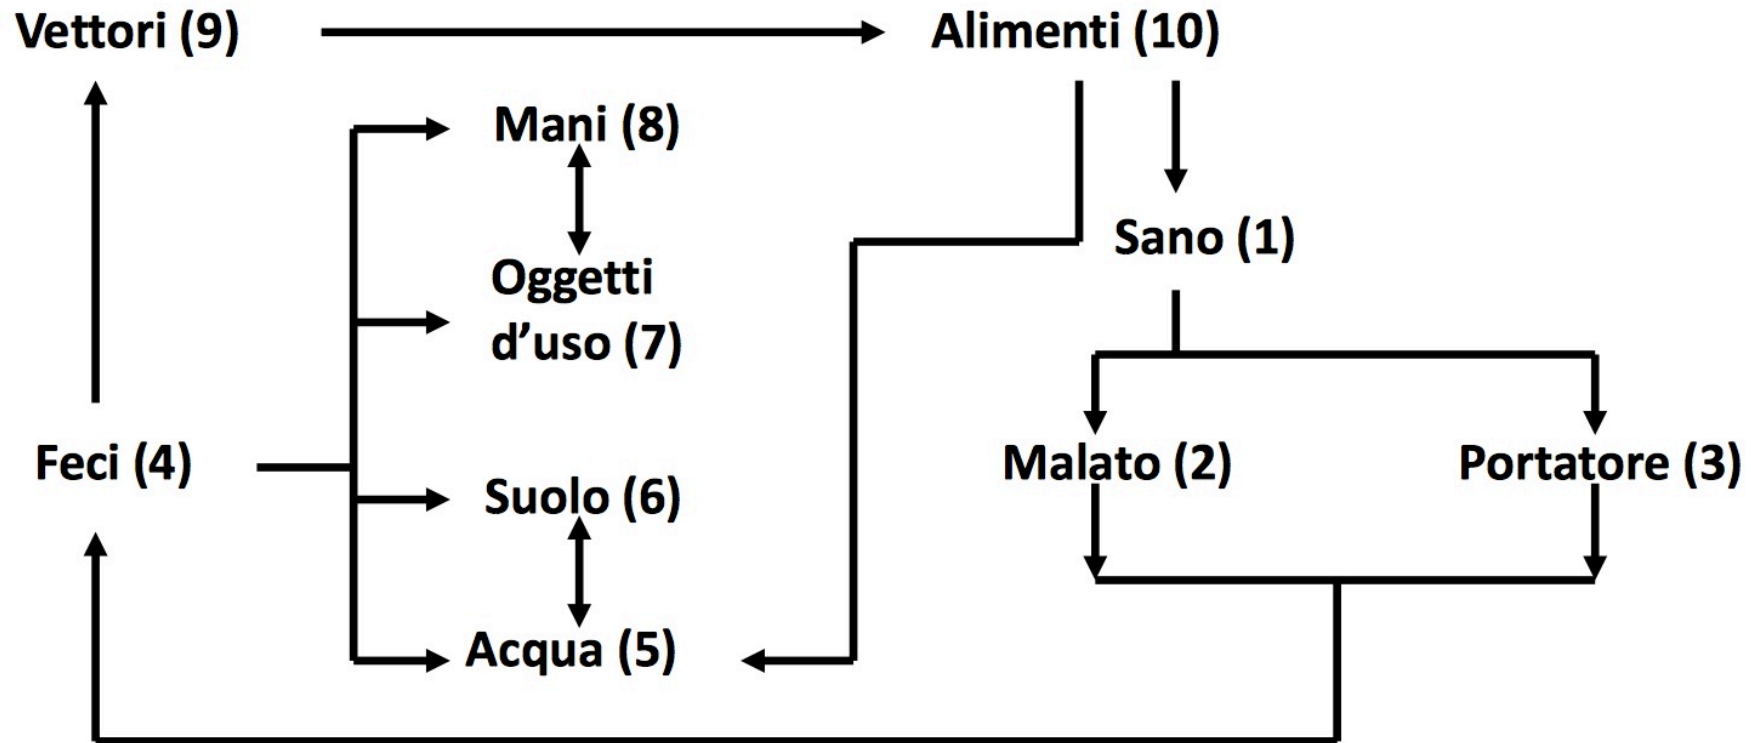 Vettori (9)
Alimenti (10)
Mani (8)
Sano (1)
Oggetti
d’uso (7)
Feci (4)
Malato (2)
Portatore (3)
Suolo (6)
Acqua (5)